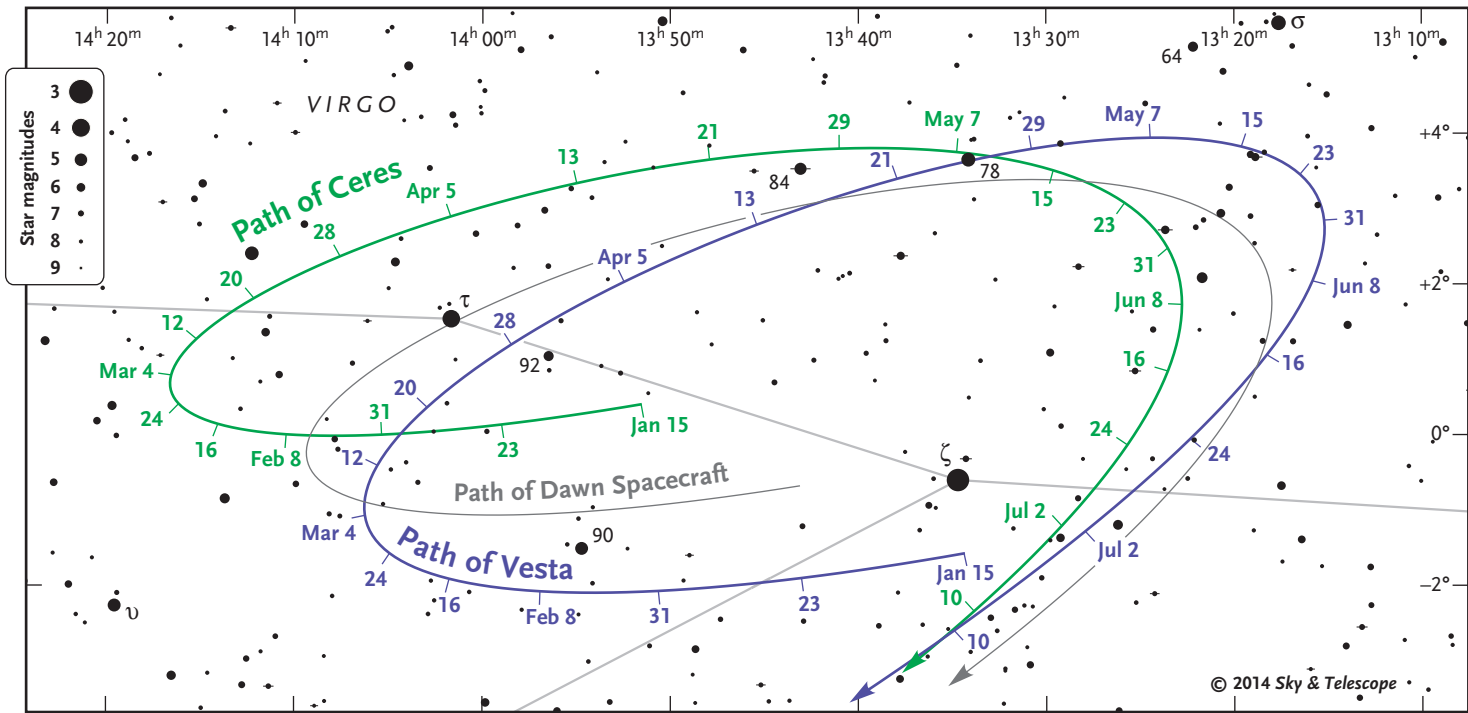 14h 20m
14h 10m
14h 00m
13h 50m
13h 40m
13h 30m
13h 20m
13h 10m
σ
64
Star magnitudes
3
4
5
6
7
8
9
VIRGO
+4°
+2°
0°
−2°
Path of Ceres
Jan 15
23
31
Feb 8
16
24
Mar 4
12
20
28
Apr 5
13
21
29
May 7
15
23
31
Jun 8
16
24
Jul 2
10
Path of Vesta
Jan 15
23
31
Feb 8
16
24
Mar 4
12
20
28
Apr 5
13
21
29
May 7
15
23
31
Jun 8
16
24
Jul 2
10
Path of Dawn Spacecraft
84
78
τ
92
ζ
90
υ
© 2014 Sky & Telescope